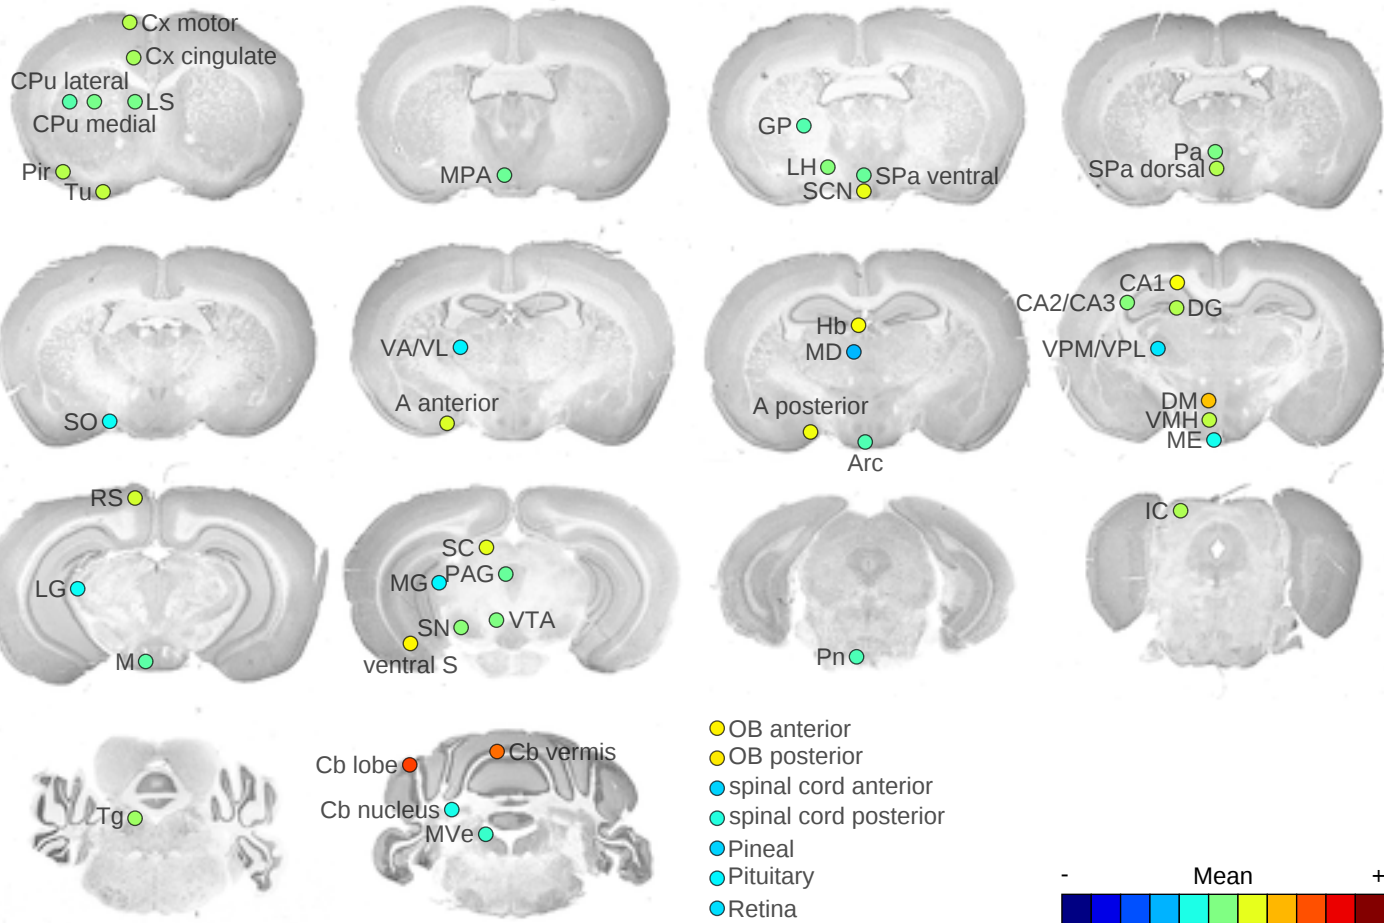 Cx motor
Cx cingulate
CPu lateral
LS
CPu medial
Pir
Tu
MPA
GP
LH
SPa ventral
SCN
Pa
SPa dorsal
SO
VA/VL
A anterior
Hb
MD
A posterior
Arc
CA1
CA2/CA3
DG
VPM/VPL
DM
VMH
ME
RS
LG
M
SC
MG
PAG
SN
VTA
ventral S
Pn
IC
Tg
Cb lobe
Cb vermis
Cb nucleus
MVe
OB anterior
OB posterior
spinal cord anterior
spinal cord posterior
Pineal
Pituitary
Retina
- Mean +